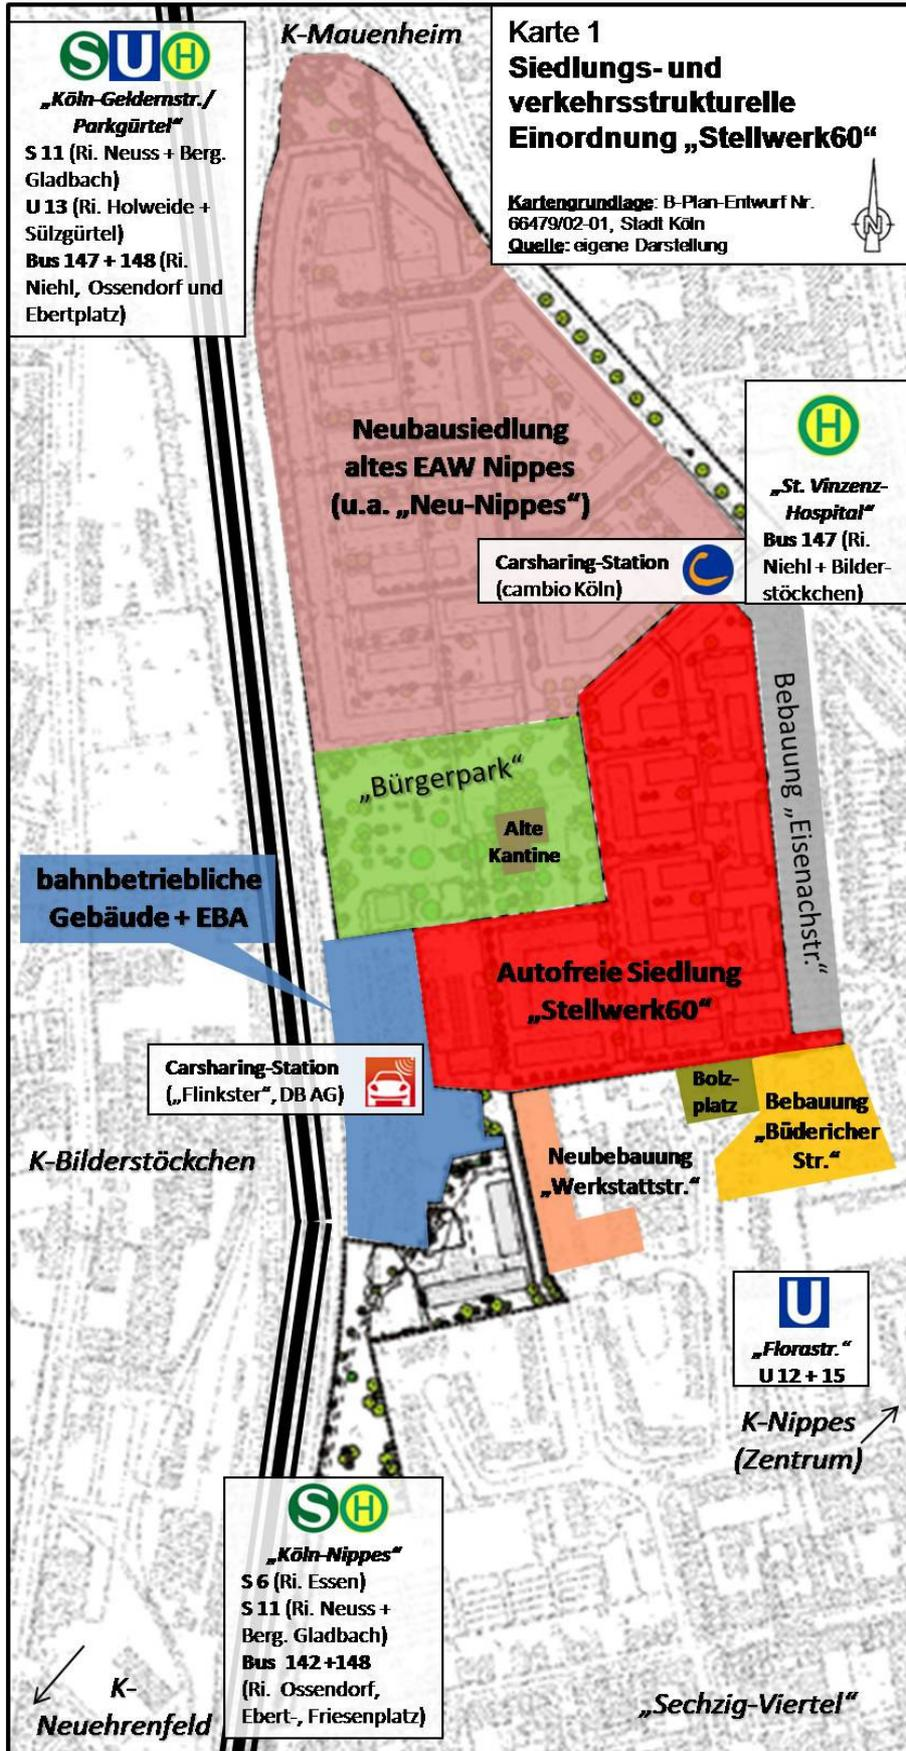 K-Mauenheim
Karte 1
Siedlungs- und
verkehrsstrukturelle
Einordnung „Stellwerk60“
Kartengrundlage: B-Plan-Entwurf Nr.
66479/02-01, Stadt Köln
Quelle: eigene Darstellung
N
S U H
„Köln-Geldernstr./
Parkgürtel“
S 11 (Ri. Neuss + Berg.
Gladbach)
U 13 (Ri. Holweide +
Sülzgürtel)
Bus 147 + 148 (Ri.
Niehl, Ossendorf und
Ebertplatz)
Neubausiedlung
altes EAW Nippes
(u.a. „Neu-Nippes“)
H
„St. Vinzenz-
Hospital“
Bus 147 (Ri.
Niehl + Bilder-
stöckchen)
Carsharing-Station
(cambio Köln)
Bebauung „Eisenachstr.“
„Bürgerpark“
Alte
Kantine
bahnbetriebliche
Gebäude + EBA
Autofreie Siedlung
„Stellwerk60“
Carsharing-Station
(„Flinkster“, DB AG)
Bolz-
platz
Bebauung
„Büdericher
Str.“
K-Bilderstöckchen
Neubebauung
„Werkstattstr.“
U
„Florastr.“
U 12 + 15
K-Nippes
(Zentrum)
S H
„Köln-Nippes“
S 6 (Ri. Essen)
S 11 (Ri. Neuss +
Berg. Gladbach)
Bus 142 +148
(Ri. Ossendorf,
Ebert-, Friesenplatz)
K-
Neuehrenfeld
„Sechzig-Viertel“